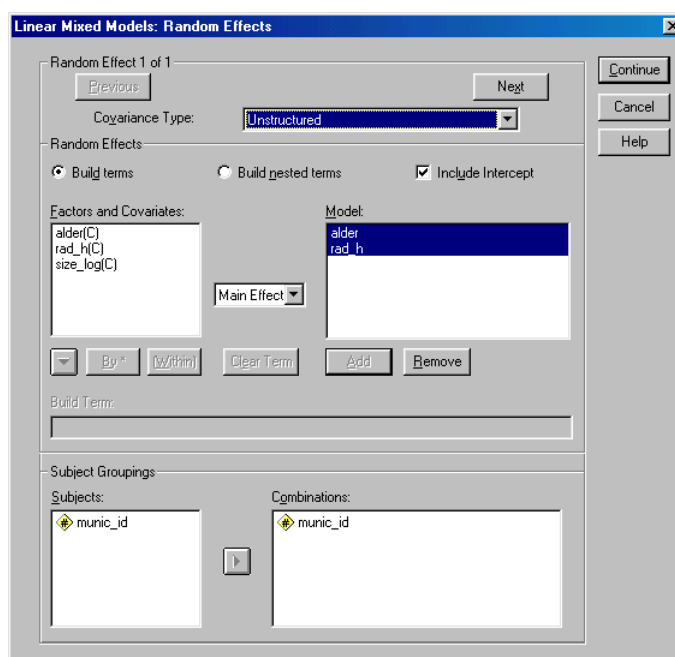 Linear Mixed Models: Random Effects
Random Effect 1 of 1
Previous
Next
Continue
Covariance Type:
Unstructured
Cancel
Random Effects
Help
Build terms
Build nested terms
Include Intercept
Factors and Covariates:
Model:
alder(C)
rad_h(C)
size_log(C)
alder
rad_h
Main Effect
By *
(Within)
Clear Term
Add
Remove
Build Term:
Subject Groupings
Subjects:
Combinations:
# munic_id
# munic_id